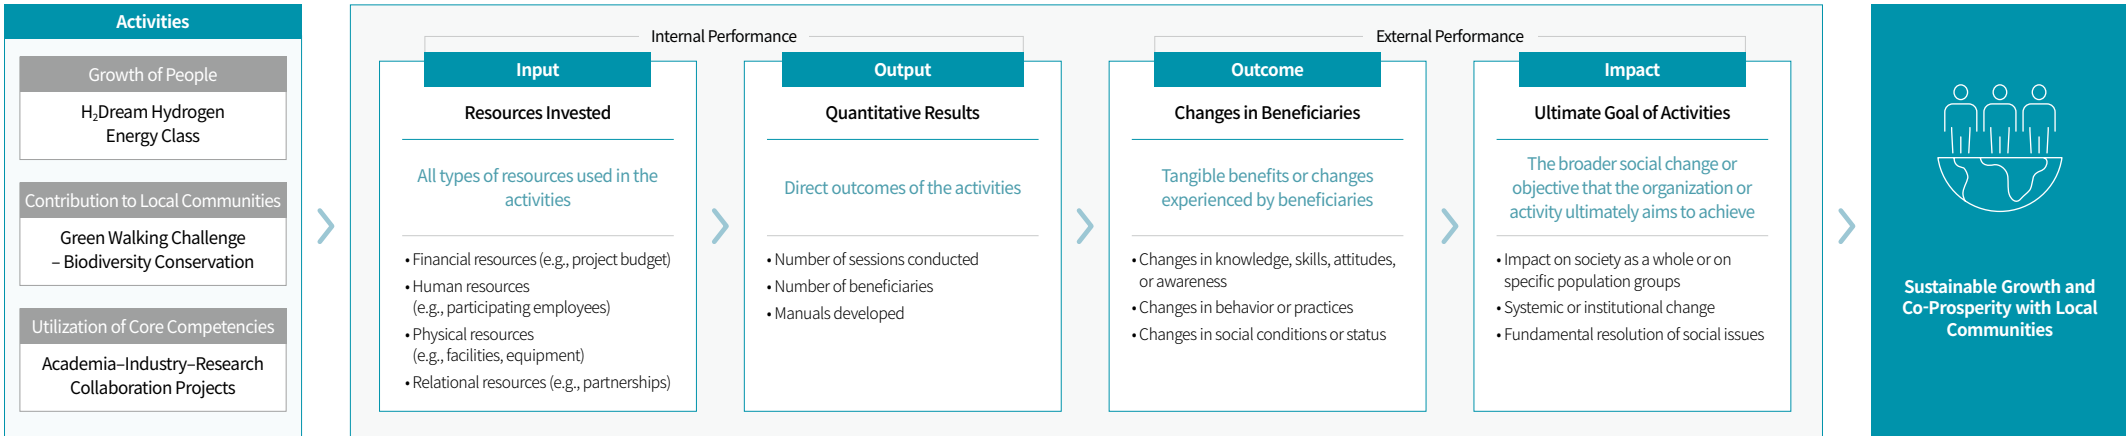 Activities
Growth of People
H₂Dream Hydrogen
Energy Class
Contribution to Local Communities
Green Walking Challenge
– Biodiversity Conservation
Utilization of Core Competencies
Academia–Industry–Research
Collaboration Projects
Internal Performance
Input
Resources Invested
All types of resources used in the
activities
• Financial resources (e.g., project budget)
• Human resources
(e.g., participating employees)
• Physical resources
(e.g., facilities, equipment)
• Relational resources (e.g., partnerships)
Output
Quantitative Results
Direct outcomes of the activities
• Number of sessions conducted
• Number of beneficiaries
• Manuals developed
External Performance
Outcome
Changes in Beneficiaries
Tangible benefits or changes
experienced by beneficiaries
• Changes in knowledge, skills, attitudes,
or awareness
• Changes in behavior or practices
• Changes in social conditions or status
Impact
Ultimate Goal of Activities
The broader social change or
objective that the organization or
activity ultimately aims to achieve
• Impact on society as a whole or on
specific population groups
• Systemic or institutional change
• Fundamental resolution of social issues
Sustainable Growth and
Co-Prosperity with Local
Communities